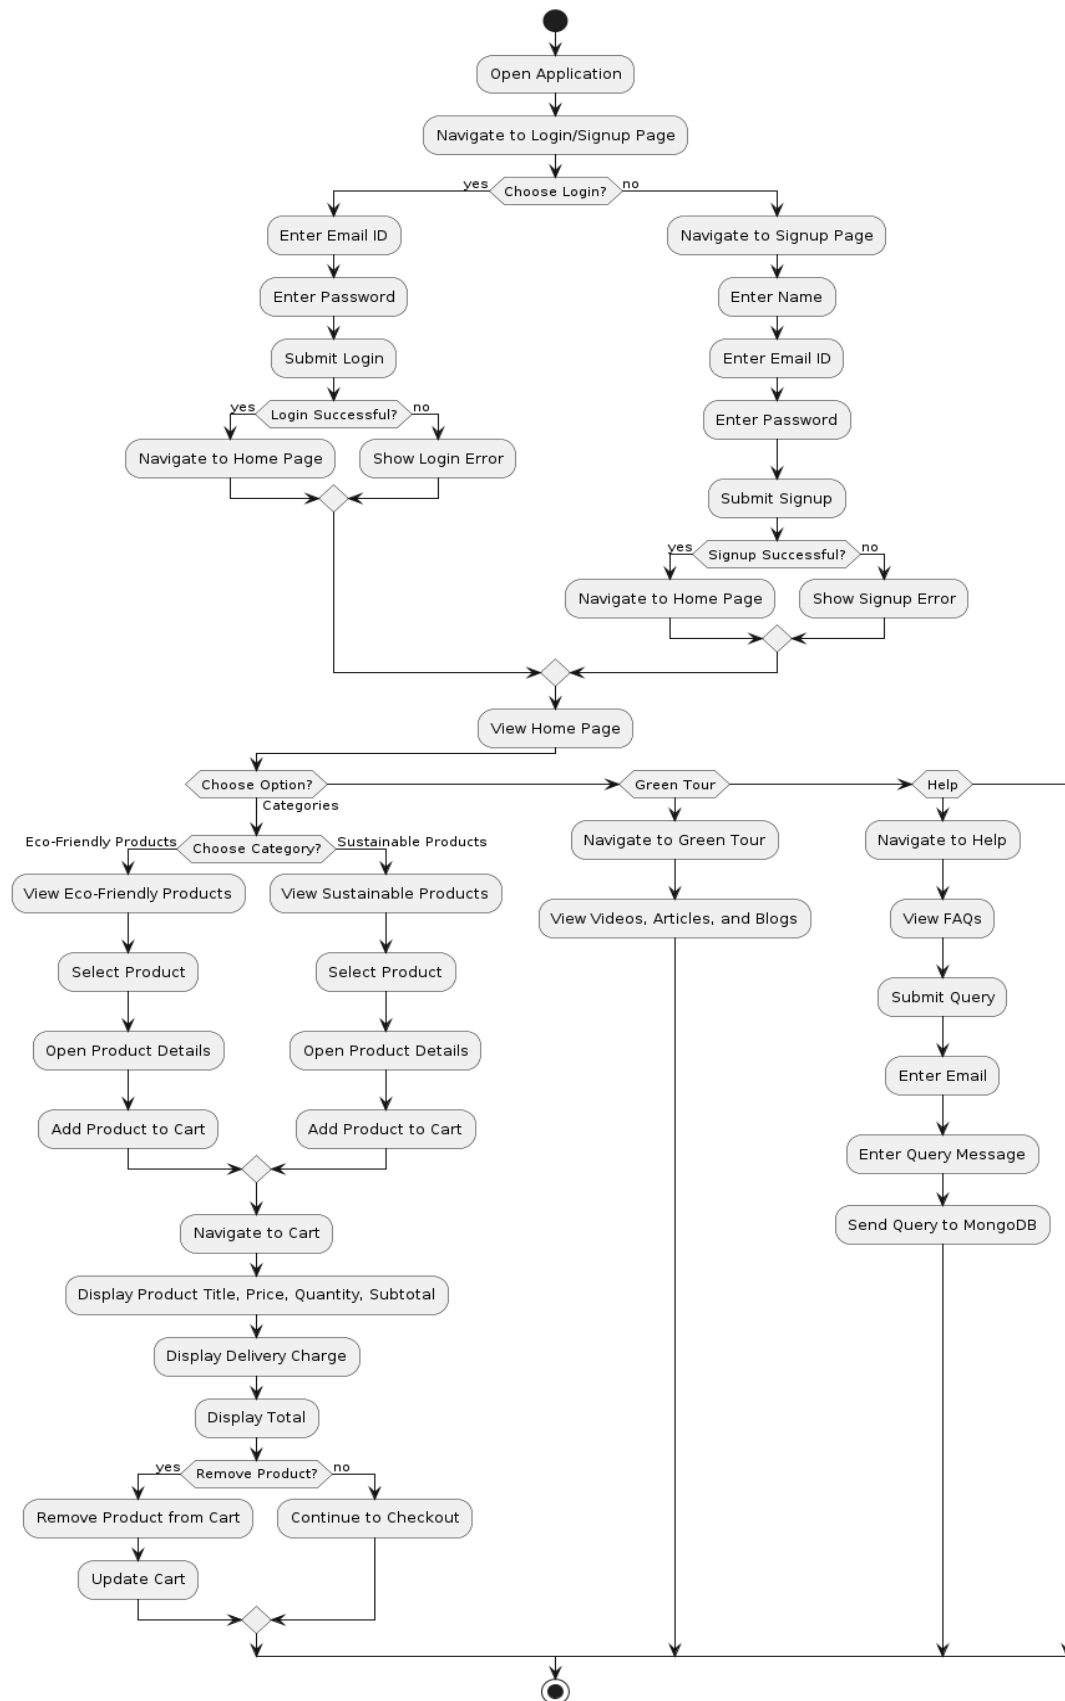 Open Application
Navigate to Login/Signup Page
yes
Choose Login?
no
Enter Email ID
Navigate to Signup Page
Enter Password
Enter Name
Submit Login
Enter Email ID
yes
Login Successful?
no
Enter Password
Navigate to Home Page
Show Login Error
Submit Signup
yes
Signup Successful?
no
Navigate to Home Page
Show Signup Error
View Home Page
Choose Option?
Green Tour
Help
Categories
Eco-Friendly Products
Choose Category?
Sustainable Products
Navigate to Green Tour
Navigate to Help
View Eco-Friendly Products
View Sustainable Products
View Videos, Articles, and Blogs
View FAQs
Select Product
Select Product
Submit Query
Open Product Details
Open Product Details
Enter Email
Add Product to Cart
Add Product to Cart
Enter Query Message
Navigate to Cart
Send Query to MongoDB
Display Product Title, Price, Quantity, Subtotal
Display Delivery Charge
Display Total
yes
Remove Product?
no
Remove Product from Cart
Continue to Checkout
Update Cart